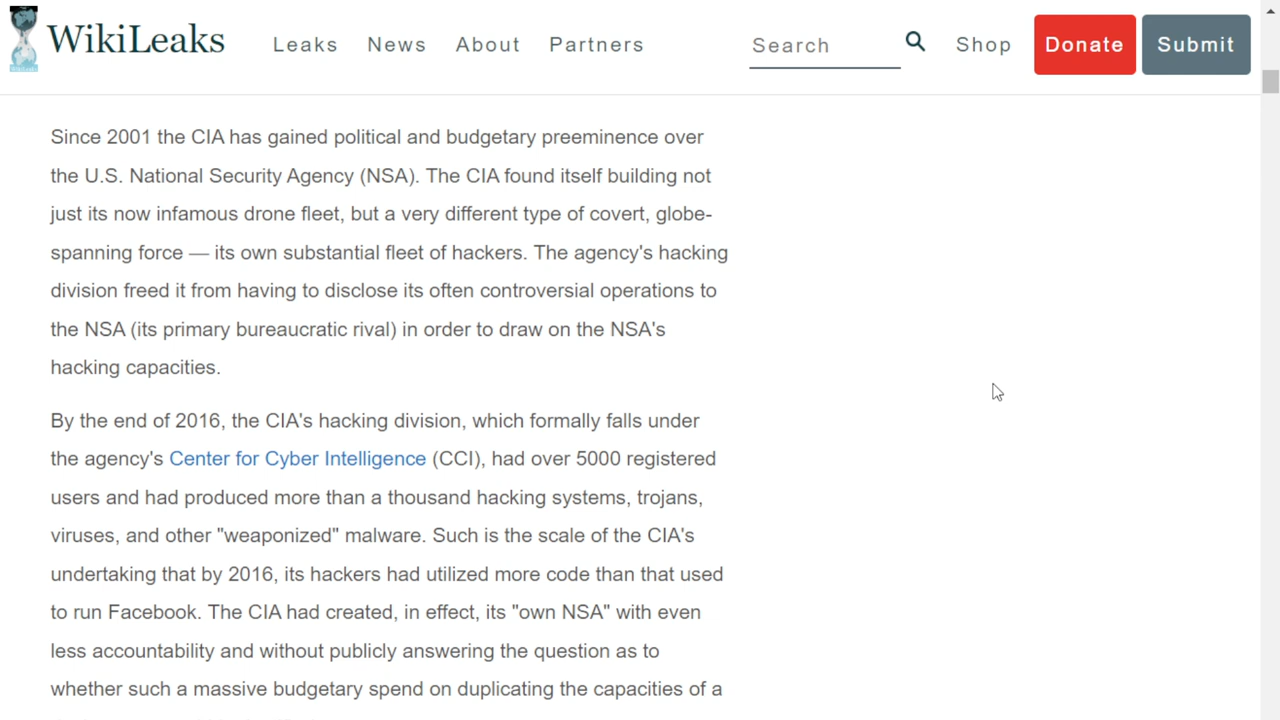 WikiLeaks
Leaks News About Partners
Search
Shop
Donate
Submit
Since 2001 the CIA has gained political and budgetary preeminence over
the U.S. National Security Agency (NSA). The CIA found itself building not
just its now infamous drone fleet, but a very different type of covert, globe-
spanning force — its own substantial fleet of hackers. The agency's hacking
division freed it from having to disclose its often controversial operations to
the NSA (its primary bureaucratic rival) in order to draw on the NSA's
hacking capacities.
By the end of 2016, the CIA's hacking division, which formally falls under
the agency's Center for Cyber Intelligence (CCI), had over 5000 registered
users and had produced more than a thousand hacking systems, trojans,
viruses, and other "weaponized" malware. Such is the scale of the CIA's
undertaking that by 2016, its hackers had utilized more code than that used
to run Facebook. The CIA had created, in effect, its "own NSA" with even
less accountability and without publicly answering the question as to
whether such a massive budgetary spend on duplicating the capacities of a